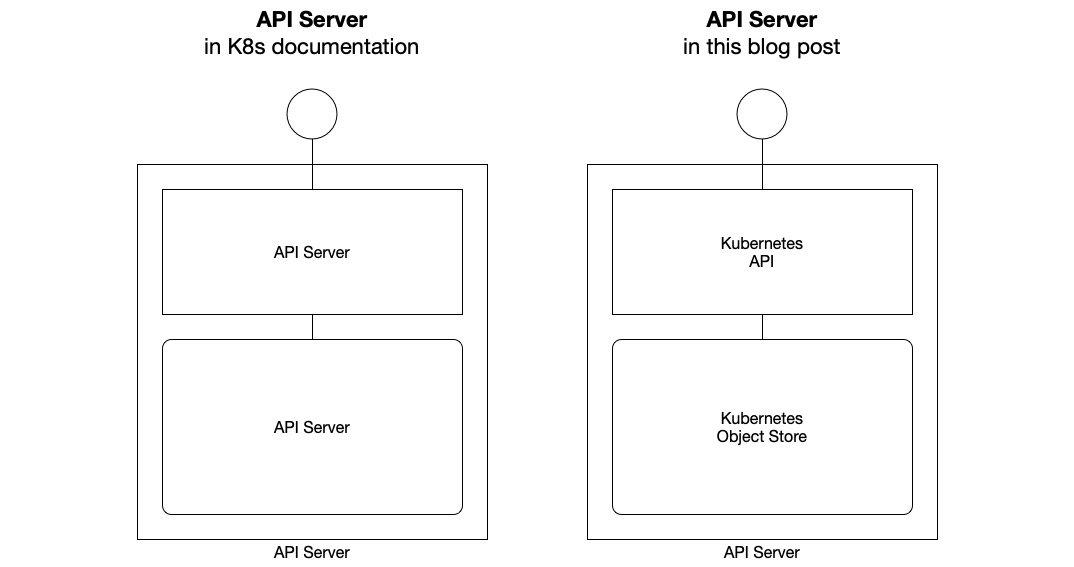 API Server
in K8s documentation
API Server
API Server
API Server
API Server
in this blog post
Kubernetes
API
Kubernetes
Object Store
API Server